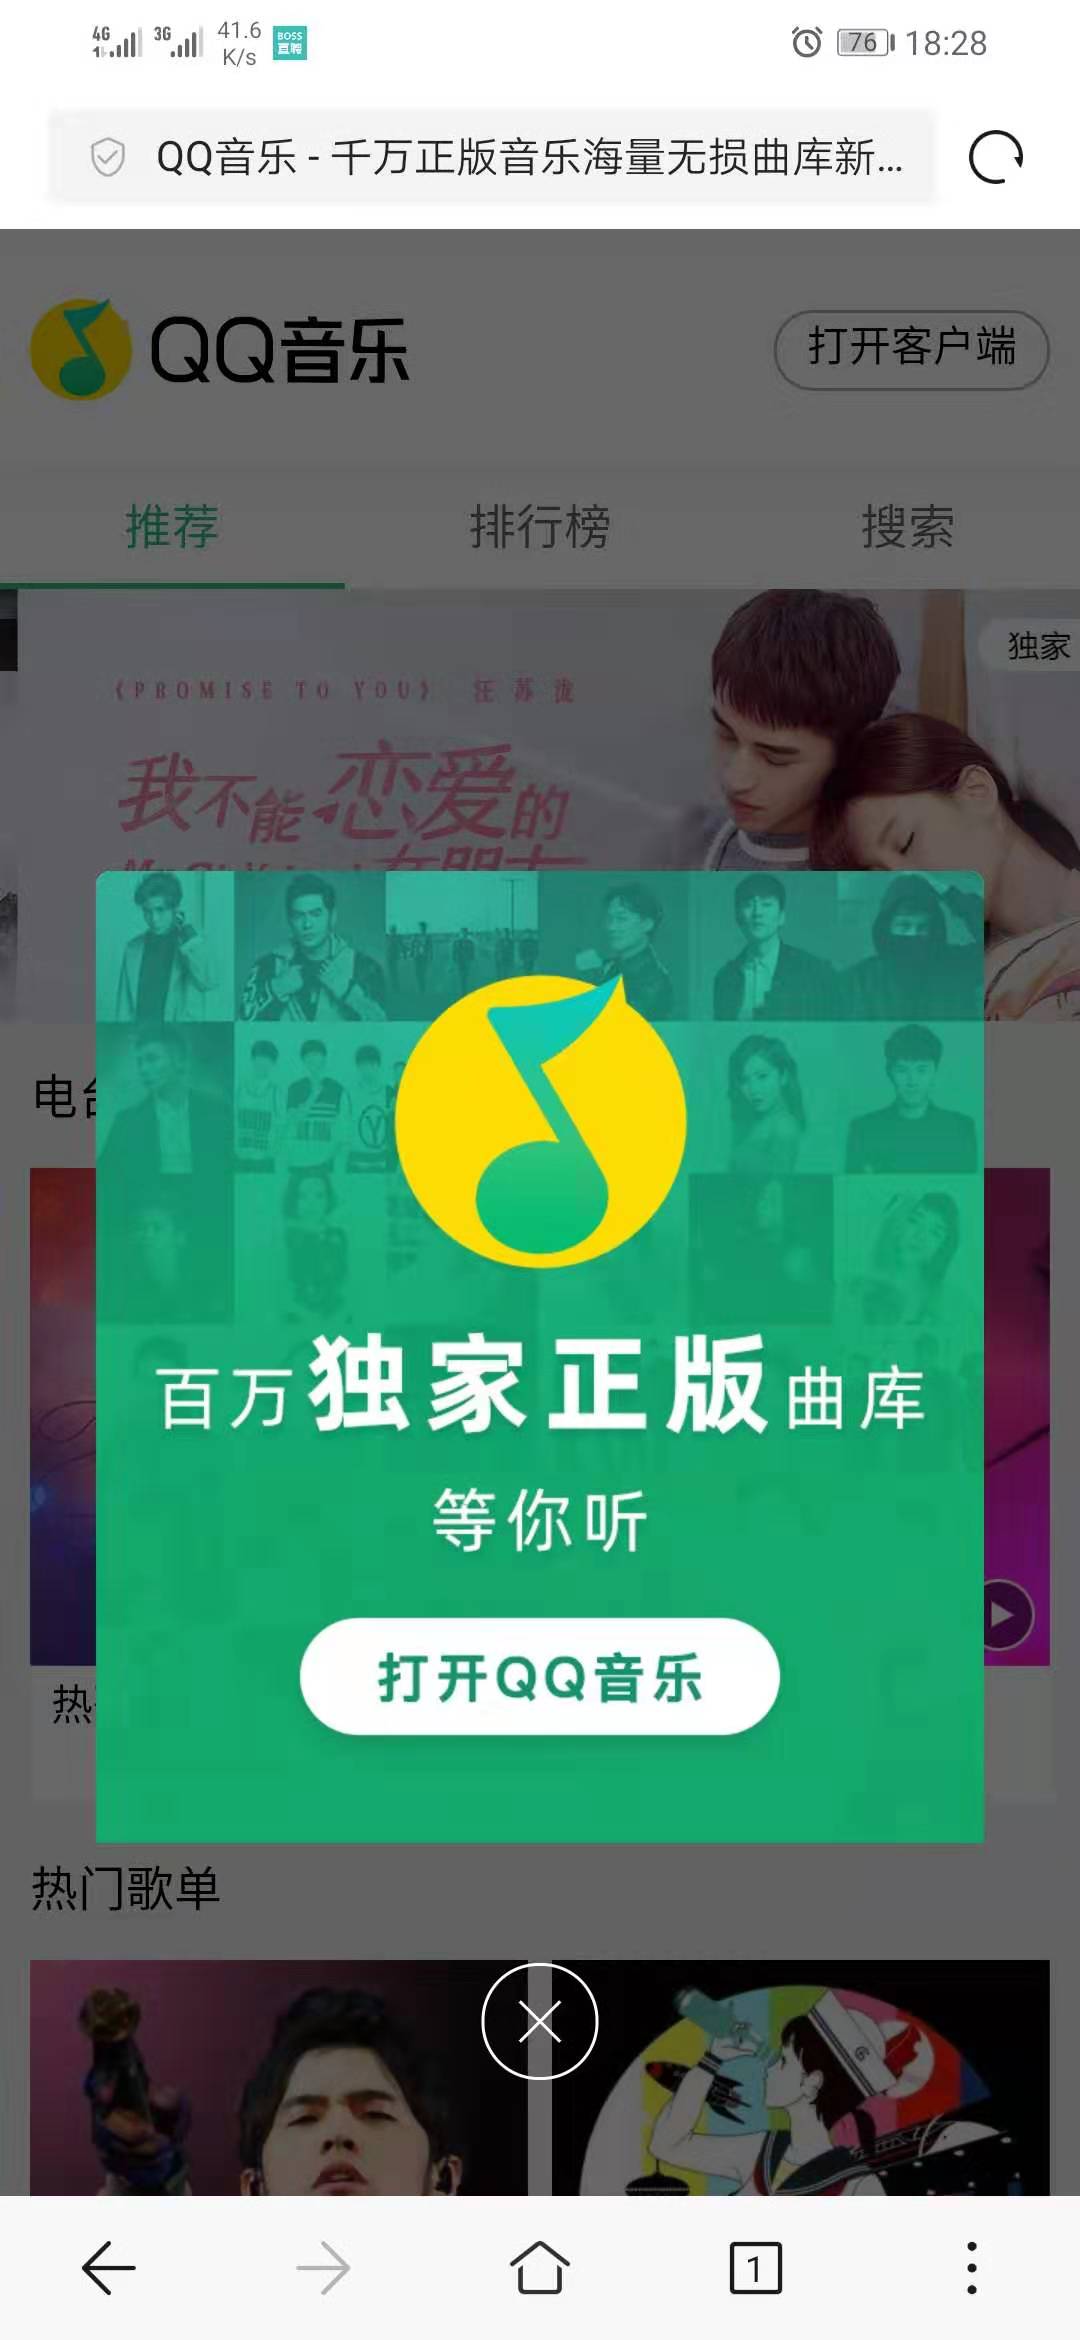 4G
3G
41.6
K/s
BOSS
直聘
76
18:28
QQ音乐 - 千万正版音乐海量无损曲库新...
QQ音乐
打开客户端
推荐
排行榜
搜索
独家
《PROMISE TO YOU》 汪苏泷
我不能恋爱的
女朋友
电台
百万独家正版曲库
等你听
打开QQ音乐
热
热门歌单
1